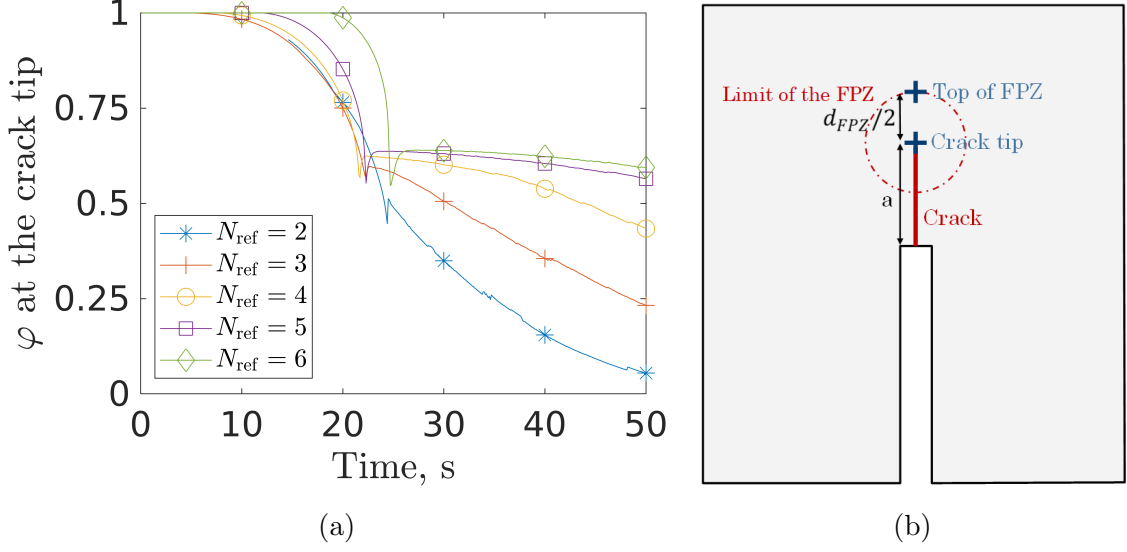 φ at the crack tip
1
0.75
0.5
0.25
0
N_ref = 2
N_ref = 3
N_ref = 4
N_ref = 5
N_ref = 6
0 10 20 30 40 50
Time, s
(a)
Limit of the FPZ
Top of FPZ
d_FPZ/2
Crack tip
a
Crack
(b)